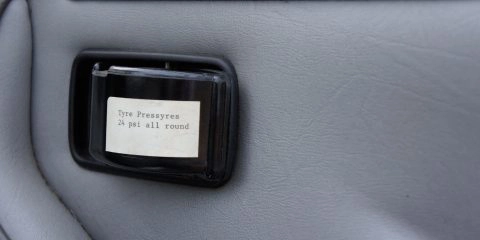 Tyre Pressyres
24 psi all round